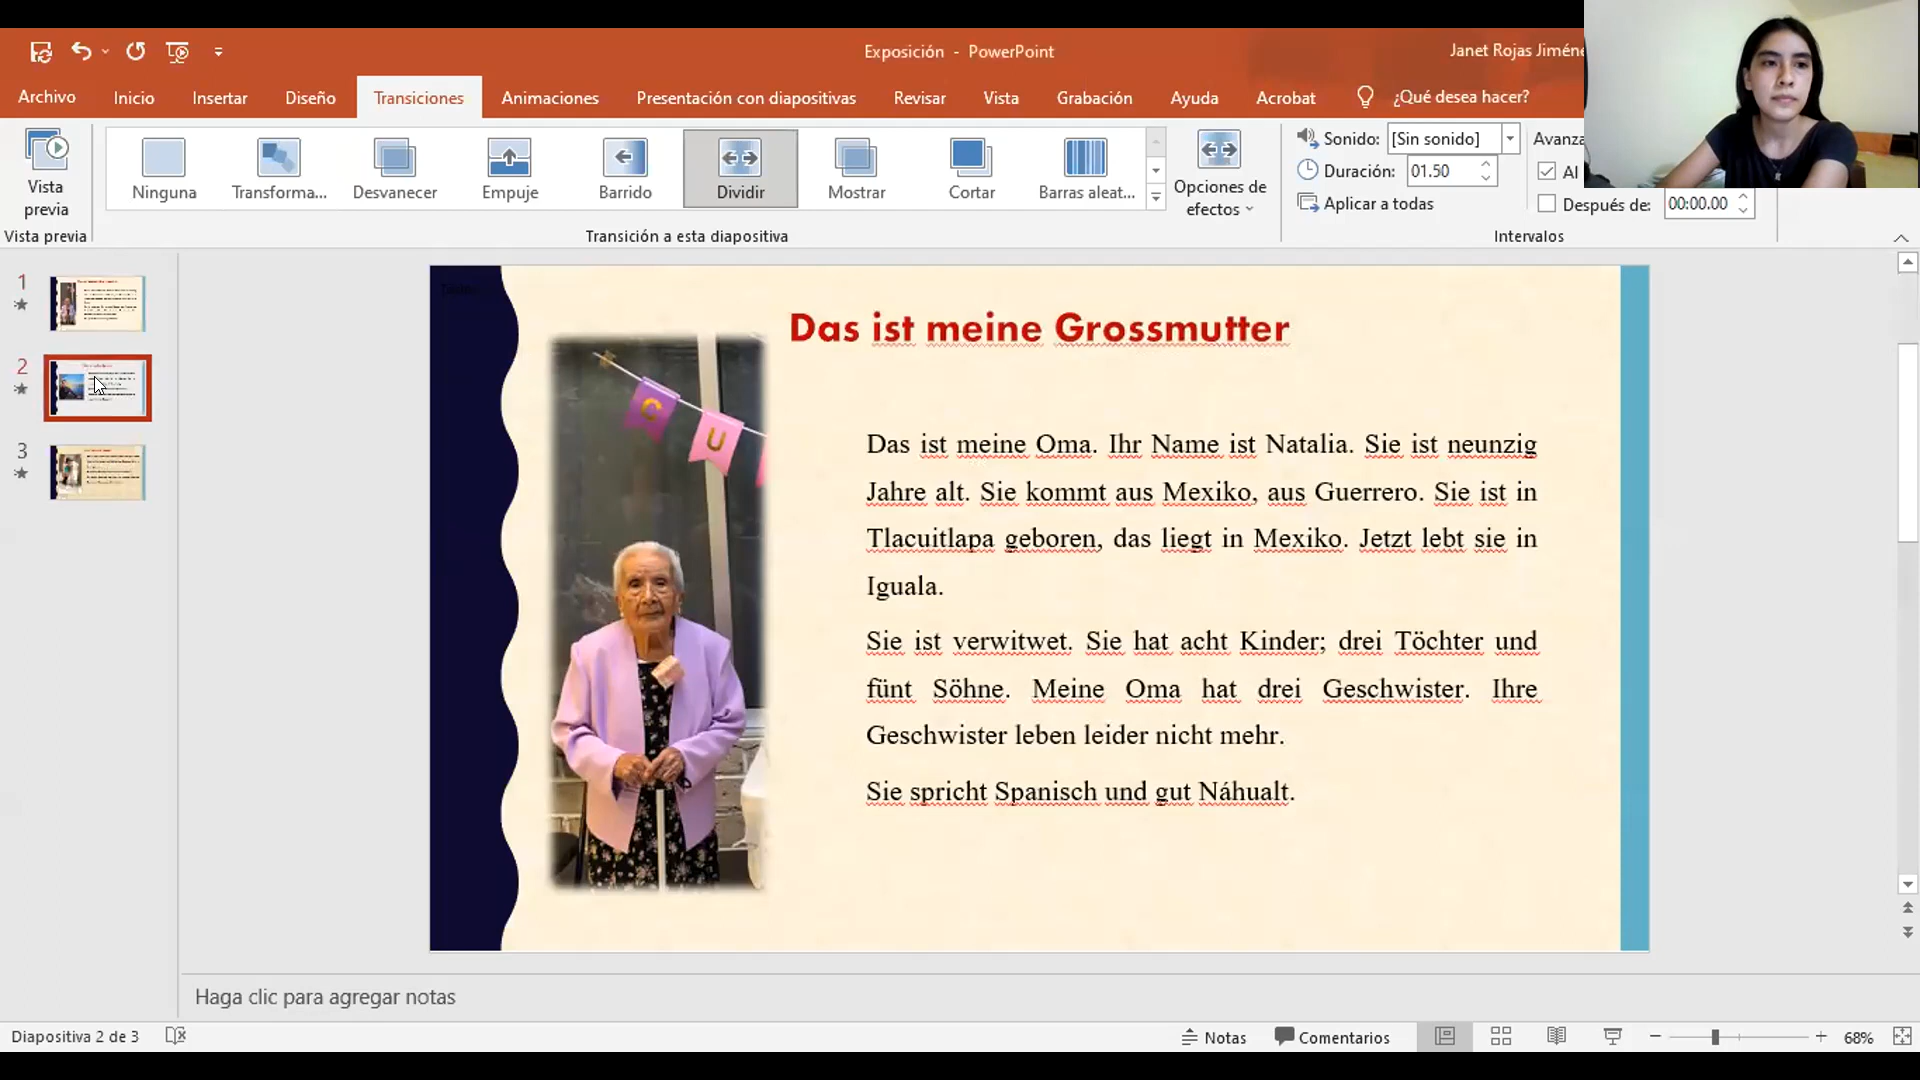 Exposición - PowerPoint
Janet Rojas Jiméne
Archivo Inicio Insertar Diseño Transiciones Animaciones Presentación con diapositivas Revisar Vista Grabación Ayuda Acrobat ¿Qué desea hacer?
Vista previa
Ninguna Transforma... Desvanecer Empuje Barrido Dividir Mostrar Cortar Barras aleat...
Opciones de efectos
Sonido: [Sin sonido]
Duración: 01.50
Aplicar a todas
Avanza
Al
Después de: 00:00.00
Vista previa Transición a esta diapositiva Intervalos
1
2
3
Das ist meine Grossmutter
C U
Das ist meine Oma. Ihr Name ist Natalia. Sie ist neunzig
Jahre alt. Sie kommt aus Mexiko, aus Guerrero. Sie ist in
Tlacuitlapa geboren, das liegt in Mexiko. Jetzt lebt sie in
Iguala.
Sie ist verwitwet. Sie hat acht Kinder; drei Töchter und
fünt Söhne. Meine Oma hat drei Geschwister. Ihre
Geschwister leben leider nicht mehr.
Sie spricht Spanisch und gut Náhualt.
Haga clic para agregar notas
Diapositiva 2 de 3 Notas Comentarios 68%